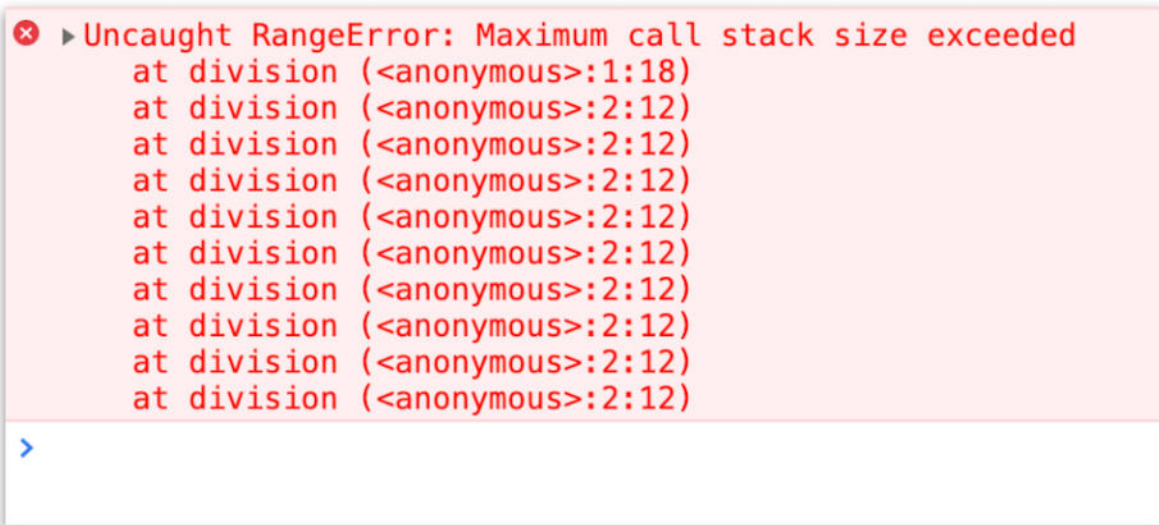 Uncaught RangeError: Maximum call stack size exceeded
at division (<anonymous>:1:18)
at division (<anonymous>:2:12)
at division (<anonymous>:2:12)
at division (<anonymous>:2:12)
at division (<anonymous>:2:12)
at division (<anonymous>:2:12)
at division (<anonymous>:2:12)
at division (<anonymous>:2:12)
at division (<anonymous>:2:12)
at division (<anonymous>:2:12)